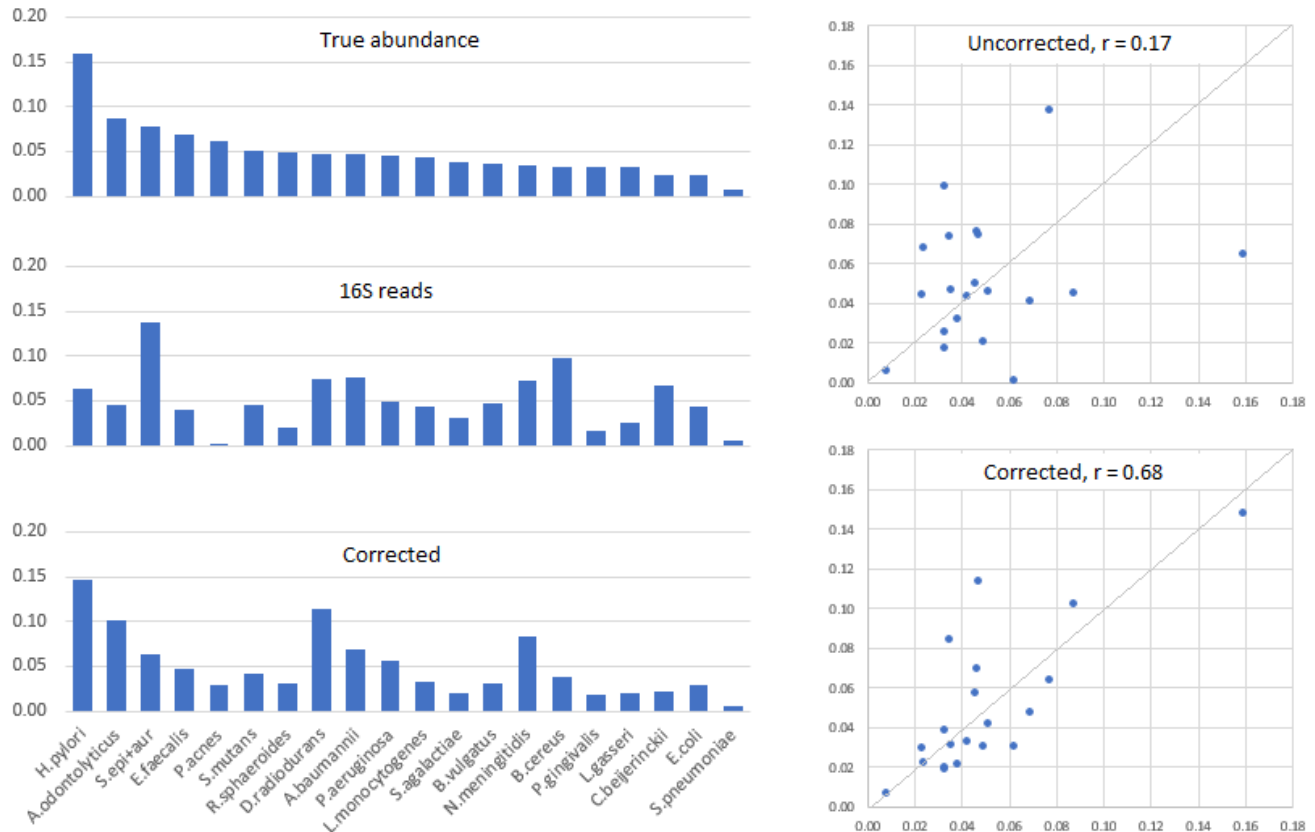 0.20
True abundance
0.15
0.10
0.05
0.00
0.20
16S reads
0.15
0.10
0.05
0.00
0.20
Corrected
0.15
0.10
0.05
0.00
H.pylori
A.odontolyticus
S.epi+aur
E.faecalis
P.acnes
S.mutans
R.sphaeroides
D.radiodurans
A.baumannii
P.aeruginosa
L.monocytogenes
S.agalactiae
B.vulgatus
N.meningitidis
B.cereus
P.gingivalis
L.gasseri
C.beijerinckii
E.coli
S.pneumoniae
0.18
Uncorrected, r = 0.17
0.16
0.14
0.12
0.10
0.08
0.06
0.04
0.02
0.00
0.00 0.02 0.04 0.06 0.08 0.10 0.12 0.14 0.16 0.18
0.18
Corrected, r = 0.68
0.16
0.14
0.12
0.10
0.08
0.06
0.04
0.02
0.00
0.00 0.02 0.04 0.06 0.08 0.10 0.12 0.14 0.16 0.18